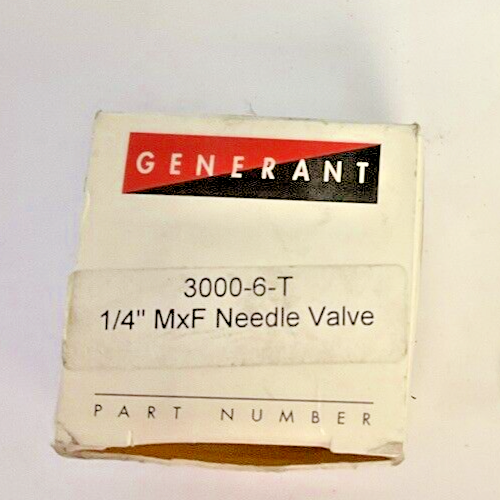 GENERANT
3000-6-T
1/4" MxF Needle Valve
PART NUMBER